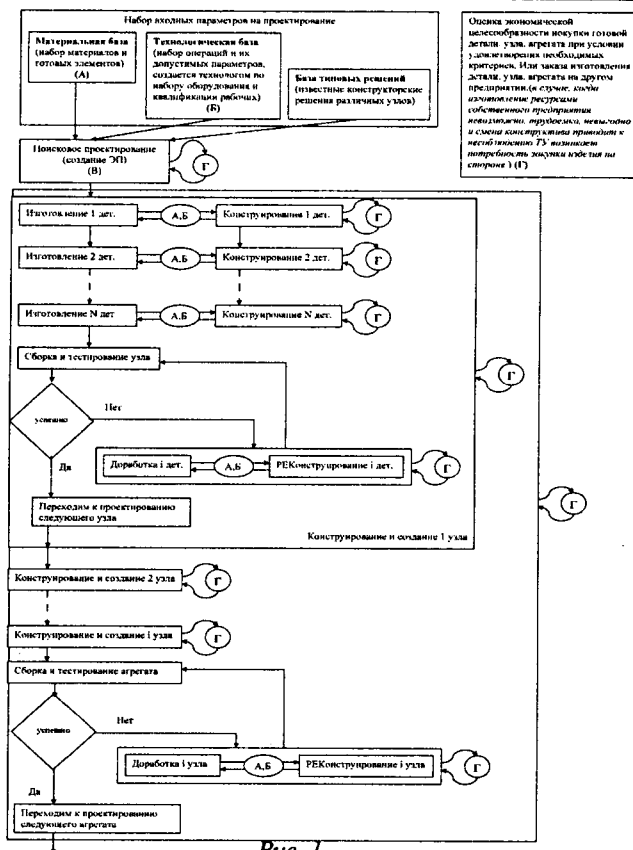 Набор входных параметров на проектирование
Материальная база
(набор материалов и
готовых элементов)
(А)
Технологическая база
(набор операций и их
допустимых параметров,
создается технологом по
набору оборудования и
квалификации рабочих)
(Б)
База типовых решений
(известные конструкторские
решения различных узлов)
Оценка экономической
целесообразности покупки готовой
детали, узла, агрегата при условии
удовлетворения необходимых
критериев. Или заказа изготовления
детали, узла, агрегата на другом
предприятии.(в случае, когда
изготовление ресурсами
собственного предприятия
невозможно, трудоемко, невыгодно
и смена конструктива приводит к
несоблюдению ТУ возникает
потребность закупки изделия на
стороне ) (Г)
Поисковое проектирование
(создание ЭП)
(В)
Г
Изготовление 1 дет.
А,Б
Конструирования 1 дет.
Г
Изготовление 2 дет.
А,Б
Конструирование 2 дет.
Г
Изготовление N дет
А,Б
Конструирование N дет.
Г
Сборка и тестирование узла
Г
успешно
Нет
Да
Доработка i дет.
А,Б
РЕКонструирование i дет.
Г
Переходим к проектированию
следующего узла
Г
Конструирование и создание 1 узла
Конструирование и создание 2 узла
Г
Конструирование и создание i узла
Г
Сборка и тестирование агрегата
успешно
Нет
Да
Доработка i узла
А,Б
РЕКонструирование i узла
Г
Переходим к проектированию
следующего агрегата
Рис. 1